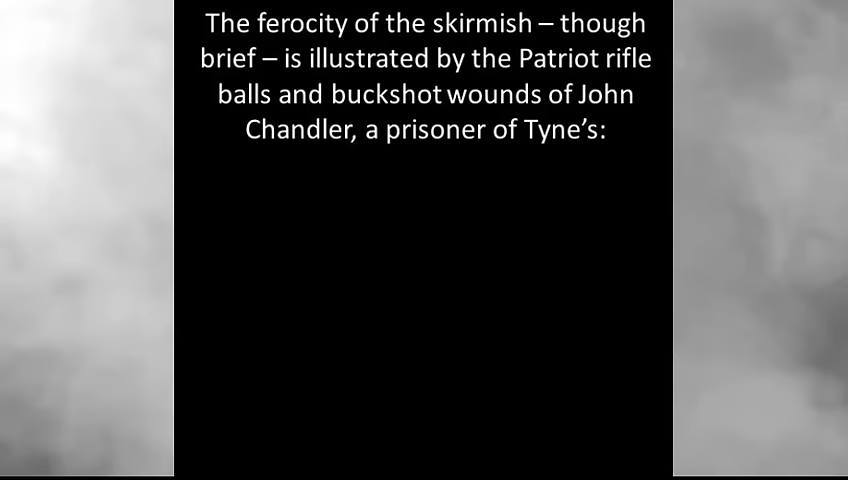 The ferocity of the skirmish – though
brief – is illustrated by the Patriot rifle
balls and buckshot wounds of John
Chandler, a prisoner of Tyne’s: